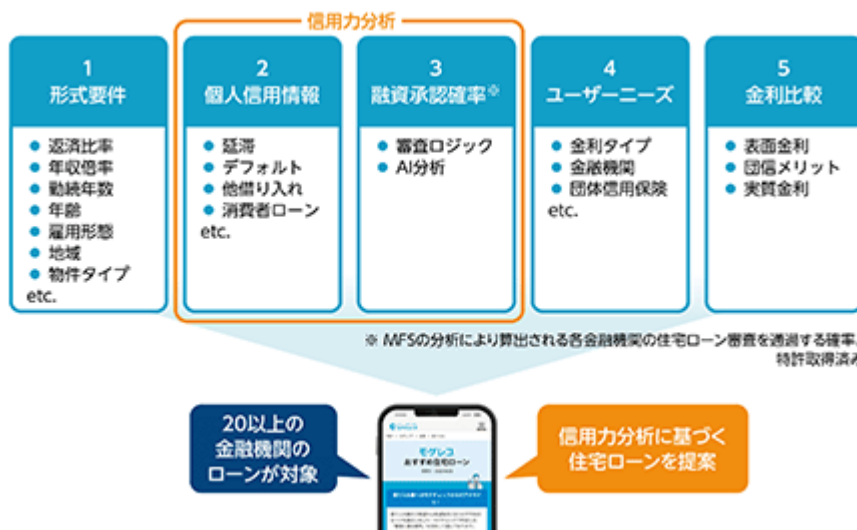 信用力分析
1
形式要件
● 返済比率
● 年収倍率
● 勤続年数
● 年齢
● 雇用形態
● 地域
● 物件タイプ
etc.
2
個人信用情報
● 延滞
● デフォルト
● 他借り入れ
● 消費者ローン
etc.
3
融資承認確率※
● 審査ロジック
● AI分析
4
ユーザーニーズ
● 金利タイプ
● 金融機関
● 団体信用保険
etc.
5
金利比較
● 表面金利
● 団信メリット
● 実質金利
※ MFSの分析により算出される各金融機関の住宅ローン審査を通過する確率。
特許取得済み
20以上の
金融機関の
ローンが対象
モゲレコ
おすすめ住宅ローン
信用力分析に基づく
住宅ローンを提案